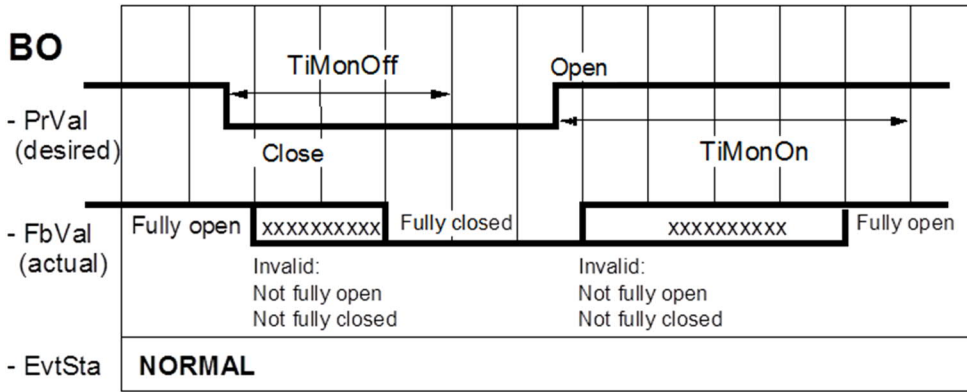 BO
TiMonOff
Open
- PrVal
(desired)
Close
TiMonOn
- FbVal
(actual)
Fully open
xxxxxxxxxx
Fully closed
xxxxxxxxxx
Fully open
Invalid:
Not fully open
Not fully closed
Invalid:
Not fully open
Not fully closed
- EvtSta
NORMAL